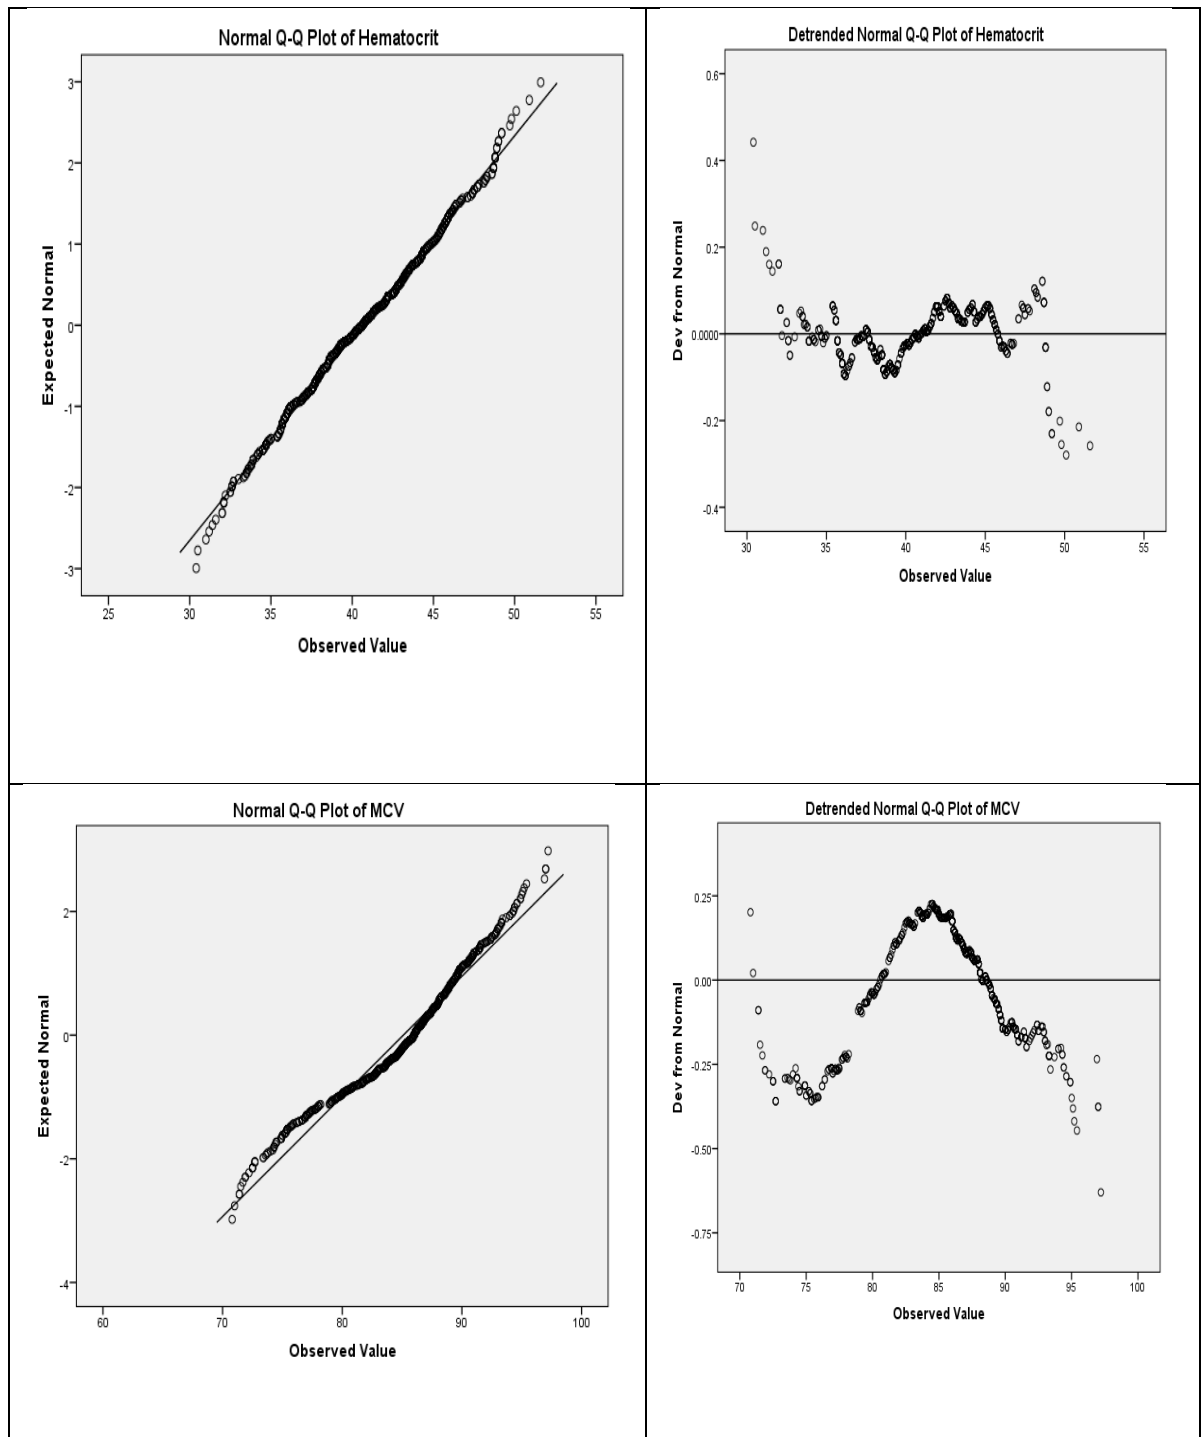 Normal Q-Q Plot of Hematocrit
3
2
1
0
-1
-2
-3
Expected Normal
25 30 35 40 45 50 55
Observed Value
Detrended Normal Q-Q Plot of Hematocrit
0.6
0.4
0.2
0.0000
-0.2
-0.4
Dev from Normal
30 35 40 45 50 55
Observed Value
Normal Q-Q Plot of MCV
2
0
-2
-4
Expected Normal
60 70 80 90 100
Observed Value
Detrended Normal Q-Q Plot of MCV
0.25
0.00
-0.25
-0.50
-0.75
Dev from Normal
70 75 80 85 90 95 100
Observed Value